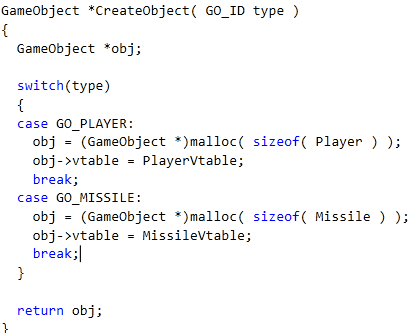 GameObject *CreateObject( GO_ID type )
{
  GameObject *obj;

  switch(type)
  {
  case GO_PLAYER:
    obj = (GameObject *)malloc( sizeof( Player ) );
    obj->vtable = PlayerVtable;
    break;
  case GO_MISSILE:
    obj = (GameObject *)malloc( sizeof( Missile ) );
    obj->vtable = MissileVtable;
    break;
  }

  return obj;
}